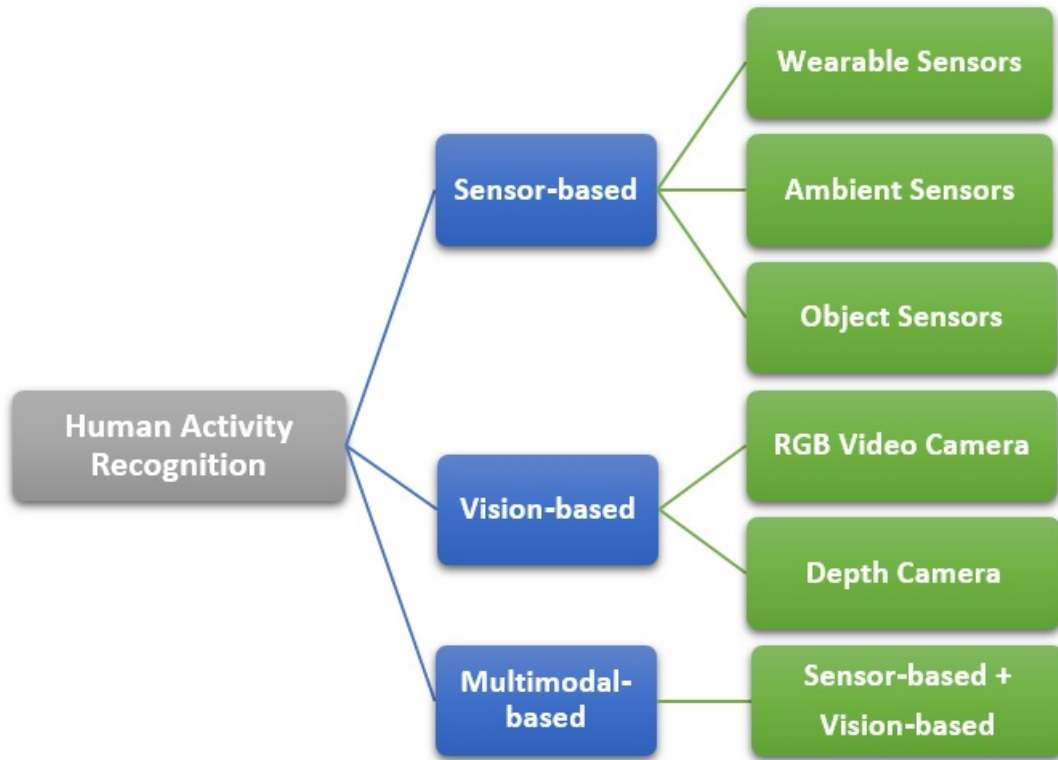 Human Activity
Recognition
Sensor-based
Vision-based
Multimodal-
based
Wearable Sensors
Ambient Sensors
Object Sensors
RGB Video Camera
Depth Camera
Sensor-based +
Vision-based